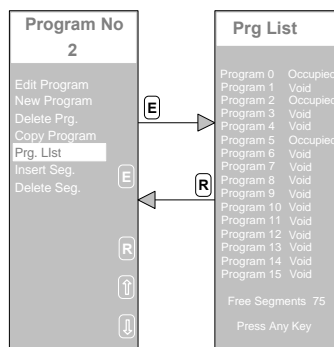 Program No
2
Edit Program
New Program
Delete Prg.
Copy Program
Prg. LIst
Insert Seg.
Delete Seg.
E
R
⇧
⇩
E
R
Prg List
Program 0 Occupied
Program 1 Void
Program 2 Occupied
Program 3 Void
Program 4 Void
Program 5 Occupied
Program 6 Void
Program 7 Void
Program 8 Void
Program 9 Void
Program 10 Void
Program 11 Void
Program 12 Void
Program 13 Void
Program 14 Void
Program 15 Void
Free Segments 75
Press Any Key